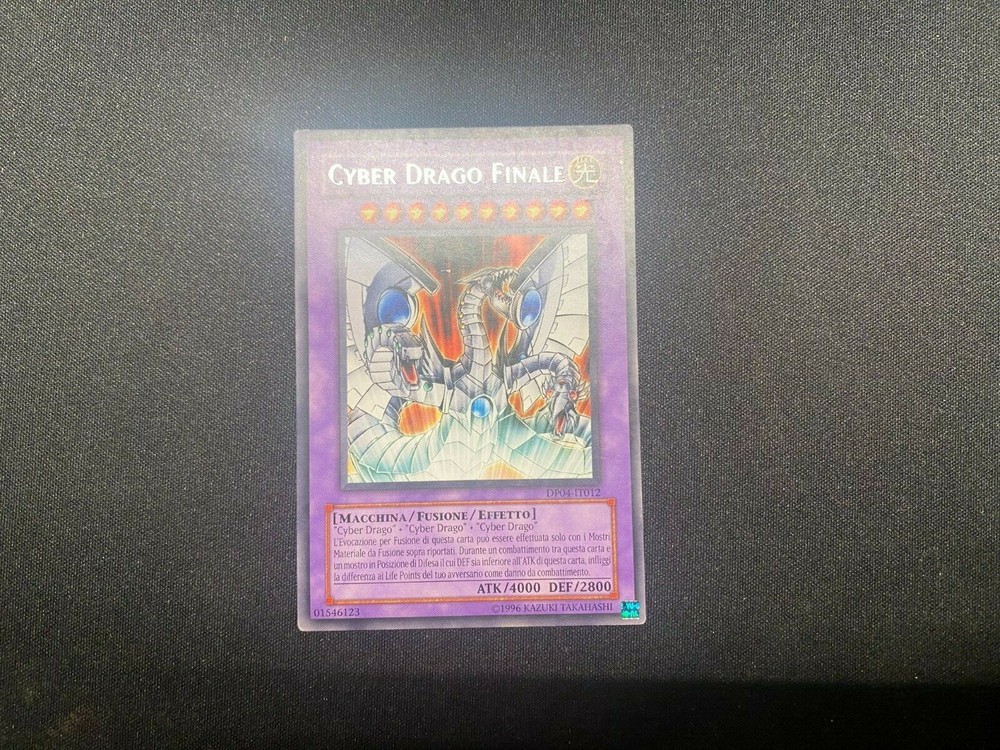 CYBER DRAGO FINALE 光
DP04-IT012
[MACCHINA/FUSIONE/EFFETTO]
"Cyber Drago" + "Cyber Drago" + "Cyber Drago"
L'Evocazione per Fusione di questa carta può essere effettuata solo con i Mostri
Materiale da Fusione sopra riportati. Durante un combattimento tra questa carta e
un mostro in Posizione di Difesa il cui DEF sia inferiore all'ATK di questa carta, infliggi
la differenza ai Life Points del tuo avversario come danno da combattimento.
ATK/4000 DEF/2800
01546123 ©1996 KAZUKI TAKAHASHI